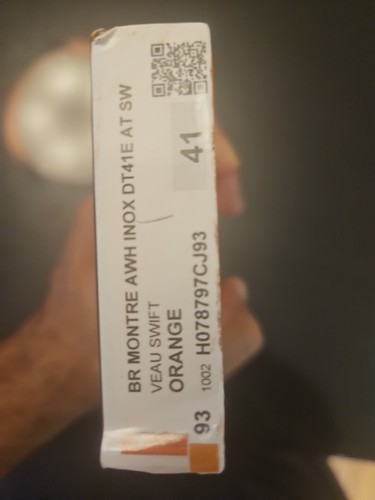 BR MONTRE AWH INOX DT41E AT SW
VEAU SWIFT
ORANGE
41
93 1002 H078797CJ93